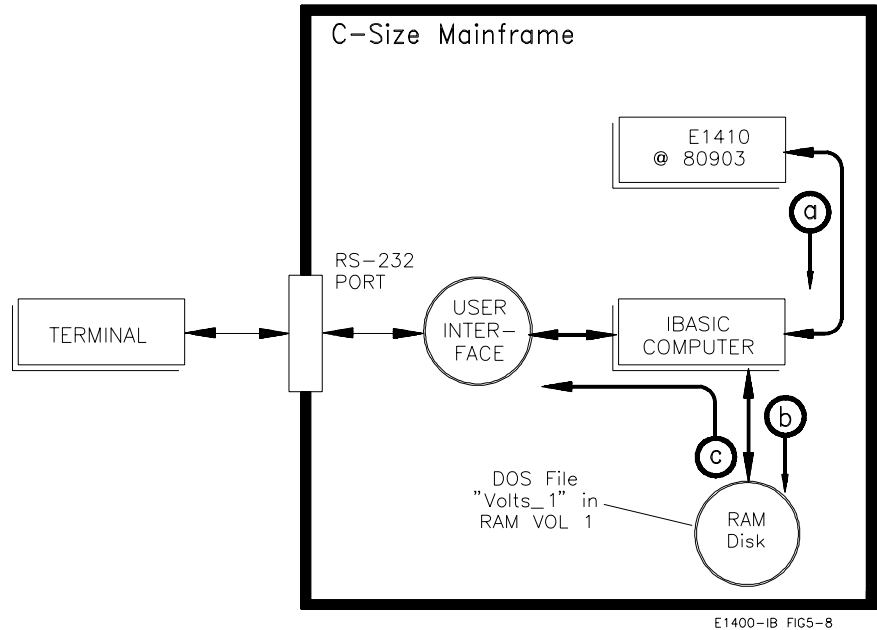 C-Size Mainframe
E1410
@ 80903
a
RS-232
PORT
TERMINAL
USER
INTER-
FACE
IBASIC
COMPUTER
b
c
DOS File
"Volts_1" in
RAM VOL 1
RAM
Disk
E1400-IB FIG5-8